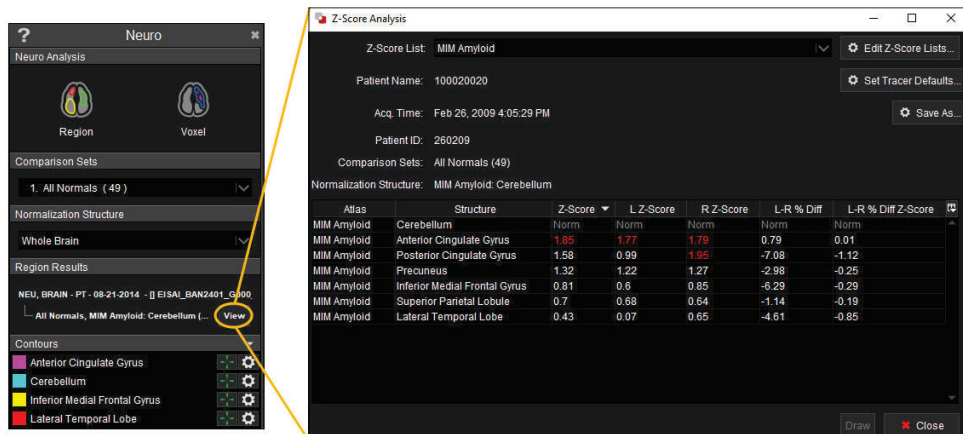 ? Neuro
Neuro Analysis
Region Voxel
Comparison Sets
1. All Normals ( 49 )
Normalization Structure
Whole Brain
Region Results
NEU, BRAIN - PT - 08-21-2014 - [] EISAI_BAN2401_G000_
All Normals, MIM Amyloid: Cerebellum (... View
Contours
Anterior Cingulate Gyrus
Cerebellum
Inferior Medial Frontal Gyrus
Lateral Temporal Lobe
Z-Score Analysis
Z-Score List: MIM Amyloid Edit Z-Score Lists...
Patient Name: 100020020 Set Tracer Defaults...
Acq. Time: Feb 26, 2009 4:05:29 PM Save As...
Patient ID: 260209
Comparison Sets: All Normals (49)
Normalization Structure: MIM Amyloid: Cerebellum
Atlas Structure Z-Score L Z-Score R Z-Score L-R % Diff L-R % Diff Z-Score
MIM Amyloid Cerebellum Norm Norm Norm Norm Norm
MIM Amyloid Anterior Cingulate Gyrus 1.85 1.77 1.79 0.79 0.01
MIM Amyloid Posterior Cingulate Gyrus 1.58 0.99 1.95 -7.08 -1.12
MIM Amyloid Precuneus 1.32 1.22 1.27 -2.98 -0.25
MIM Amyloid Inferior Medial Frontal Gyrus 0.81 0.6 0.85 -6.29 -0.29
MIM Amyloid Superior Parietal Lobule 0.7 0.68 0.64 -1.14 -0.19
MIM Amyloid Lateral Temporal Lobe 0.43 0.07 0.65 -4.61 -0.85
Draw Close